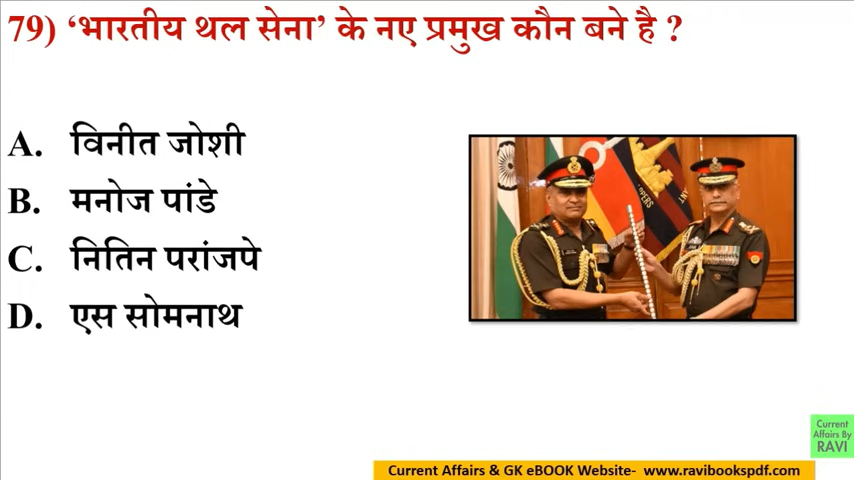 79) ‘भारतीय थल सेना’ के नए प्रमुख कौन बने है ?
A. विनीत जोशी
B. मनोज पांडे
C. नितिन परांजपे
D. एस सोमनाथ
Current
Affairs By
RAVI
Current Affairs & GK eBOOK Website- www.ravibookspdf.com